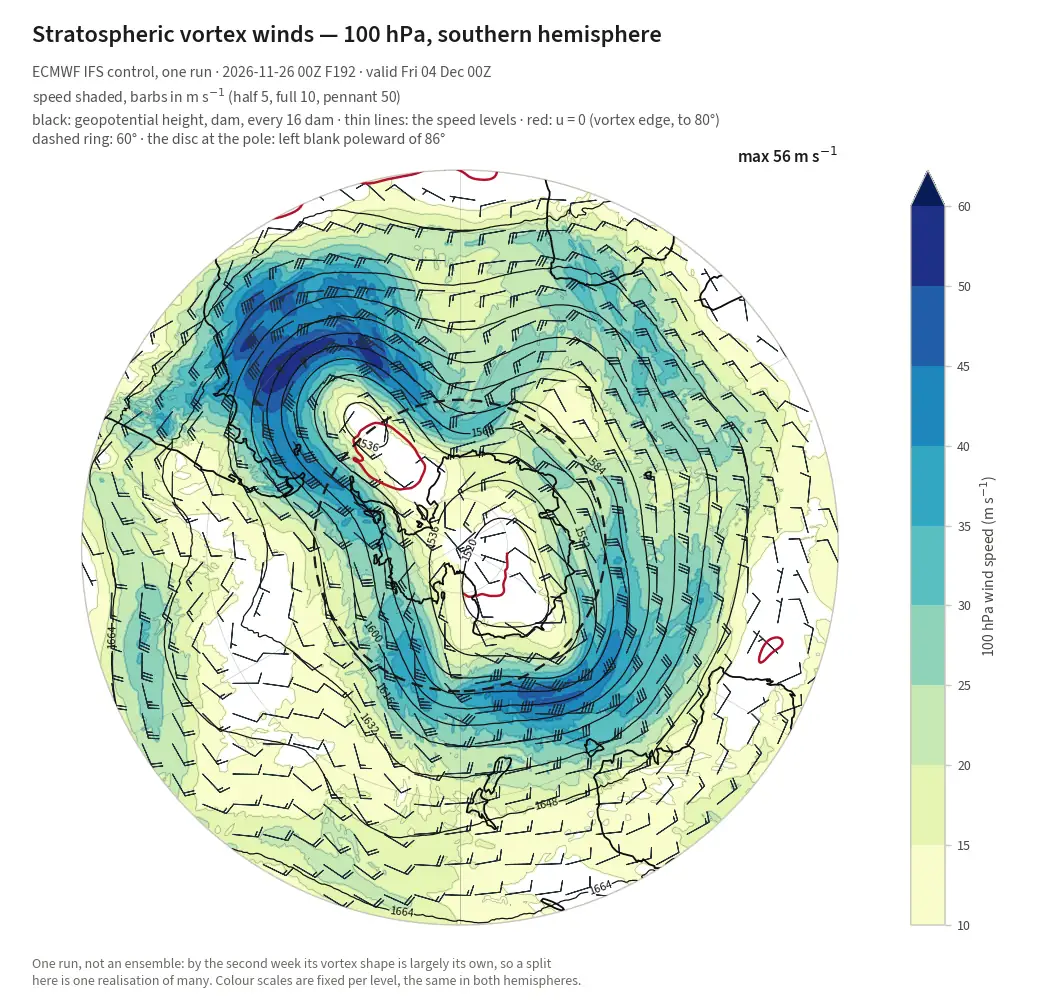 Stratospheric vortex winds — 100 hPa, southern hemisphere
ECMWF IFS control, one run · 2026-11-26 00Z F192 · valid Fri 04 Dec 00Z
speed shaded, barbs in m s⁻¹ (half 5, full 10, pennant 50)
black: geopotential height, dam, every 16 dam · thin lines: the speed levels · red: u = 0 (vortex edge, to 80°)
dashed ring: 60° · the disc at the pole: left blank poleward of 86°
max 56 m s⁻¹
60
50
45
40
35
30
25
20
15
10
100 hPa wind speed (m s⁻¹)
1536
1584
1536
1520
1552
1600
1664
1632
1648
1664
1664
One run, not an ensemble: by the second week its vortex shape is largely its own, so a split
here is one realisation of many. Colour scales are fixed per level, the same in both hemispheres.